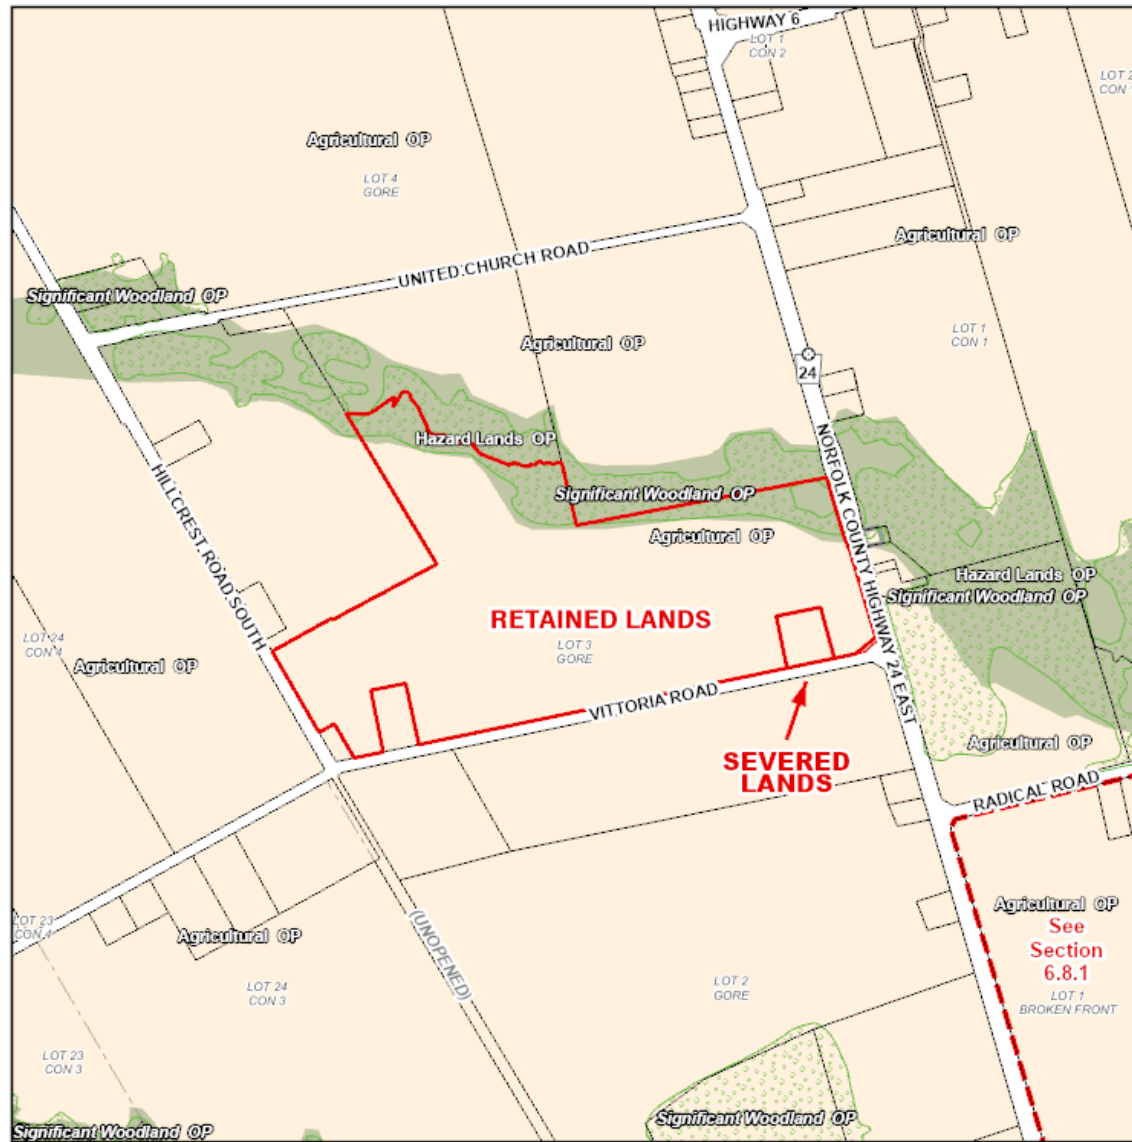 HIGHWAY 6
LOT 1
CON 2
LOT 2
CON
Agricultural OP
LOT 4
GORE
Agricultural OP
UNITED CHURCH ROAD
Significant Woodland OP
Agricultural OP
LOT 1
CON 1
24
Hazard Lands OP
NORFOLK COUNTY HIGHWAY 24 EAST
HILLCREST ROAD SOUTH
Significant Woodland OP
Agricultural OP
Hazard Lands OP
Significant Woodland OP
RETAINED LANDS
LOT 3
GORE
LOT 24
CON 4
Agricultural OP
VITTORIA ROAD
SEVERED
LANDS
Agricultural OP
RADICAL ROAD
LOT 23
CON 4
Agricultural OP
(UNOPENED)
Agricultural OP
See
Section
6.8.1
LOT 1
BROKEN FRONT
LOT 24
CON 3
LOT 2
GORE
LOT 23
CON 3
Significant Woodland OP
Significant Woodland OP